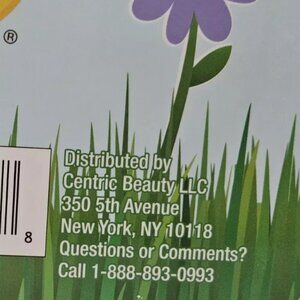 ®
Distributed by
Centric Beauty LLC
350 5th Avenue
New York, NY 10118
8
Questions or Comments?
Call 1-888-893-0993